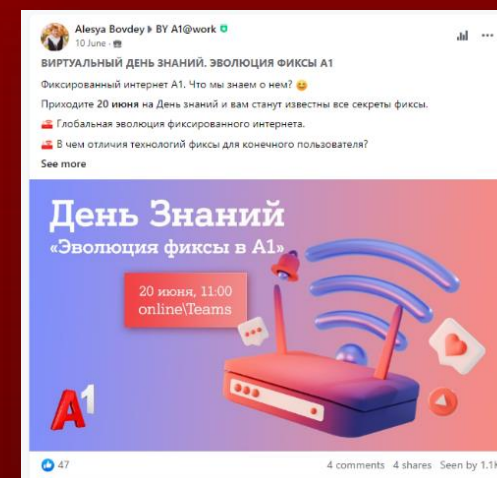 Alesya Bovdey ▸ BY A1@work
10 June ·
ВИРТУАЛЬНЫЙ ДЕНЬ ЗНАНИЙ. ЭВОЛЮЦИЯ ФИКСЫ А1
Фиксированный интернет А1. Что мы знаем о нем? 😄
Приходите 20 июня на День знаний и вам станут известны все секреты фиксы.
Глобальная эволюция фиксированного интернета.
В чем отличия технологий фиксы для конечного пользователя?
See more
День Знаний
«Эволюция фиксы в А1»
20 июня, 11:00
online\Teams
A1
47
4 comments 4 shares Seen by 1.1K